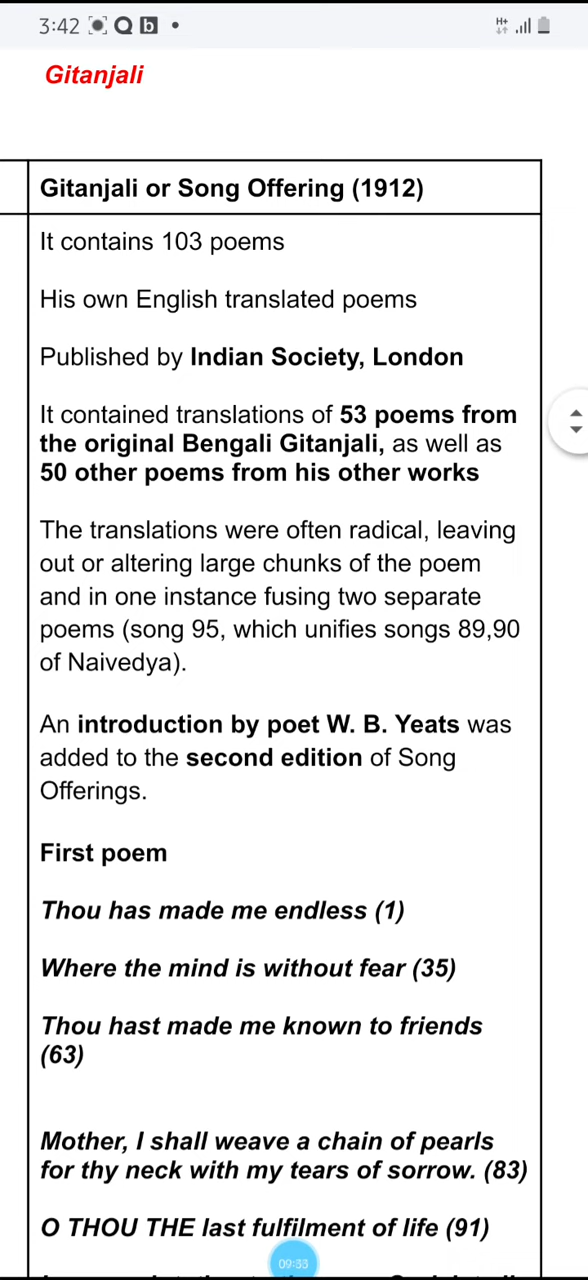 3:42
H+
Gitanjali
Gitanjali or Song Offering (1912)
It contains 103 poems
His own English translated poems
Published by Indian Society, London
It contained translations of 53 poems from
the original Bengali Gitanjali, as well as
50 other poems from his other works
The translations were often radical, leaving
out or altering large chunks of the poem
and in one instance fusing two separate
poems (song 95, which unifies songs 89,90
of Naivedya).
An introduction by poet W. B. Yeats was
added to the second edition of Song
Offerings.
First poem
Thou has made me endless (1)
Where the mind is without fear (35)
Thou hast made me known to friends
(63)
Mother, I shall weave a chain of pearls
for thy neck with my tears of sorrow. (83)
O THOU THE last fulfilment of life (91)
09:33